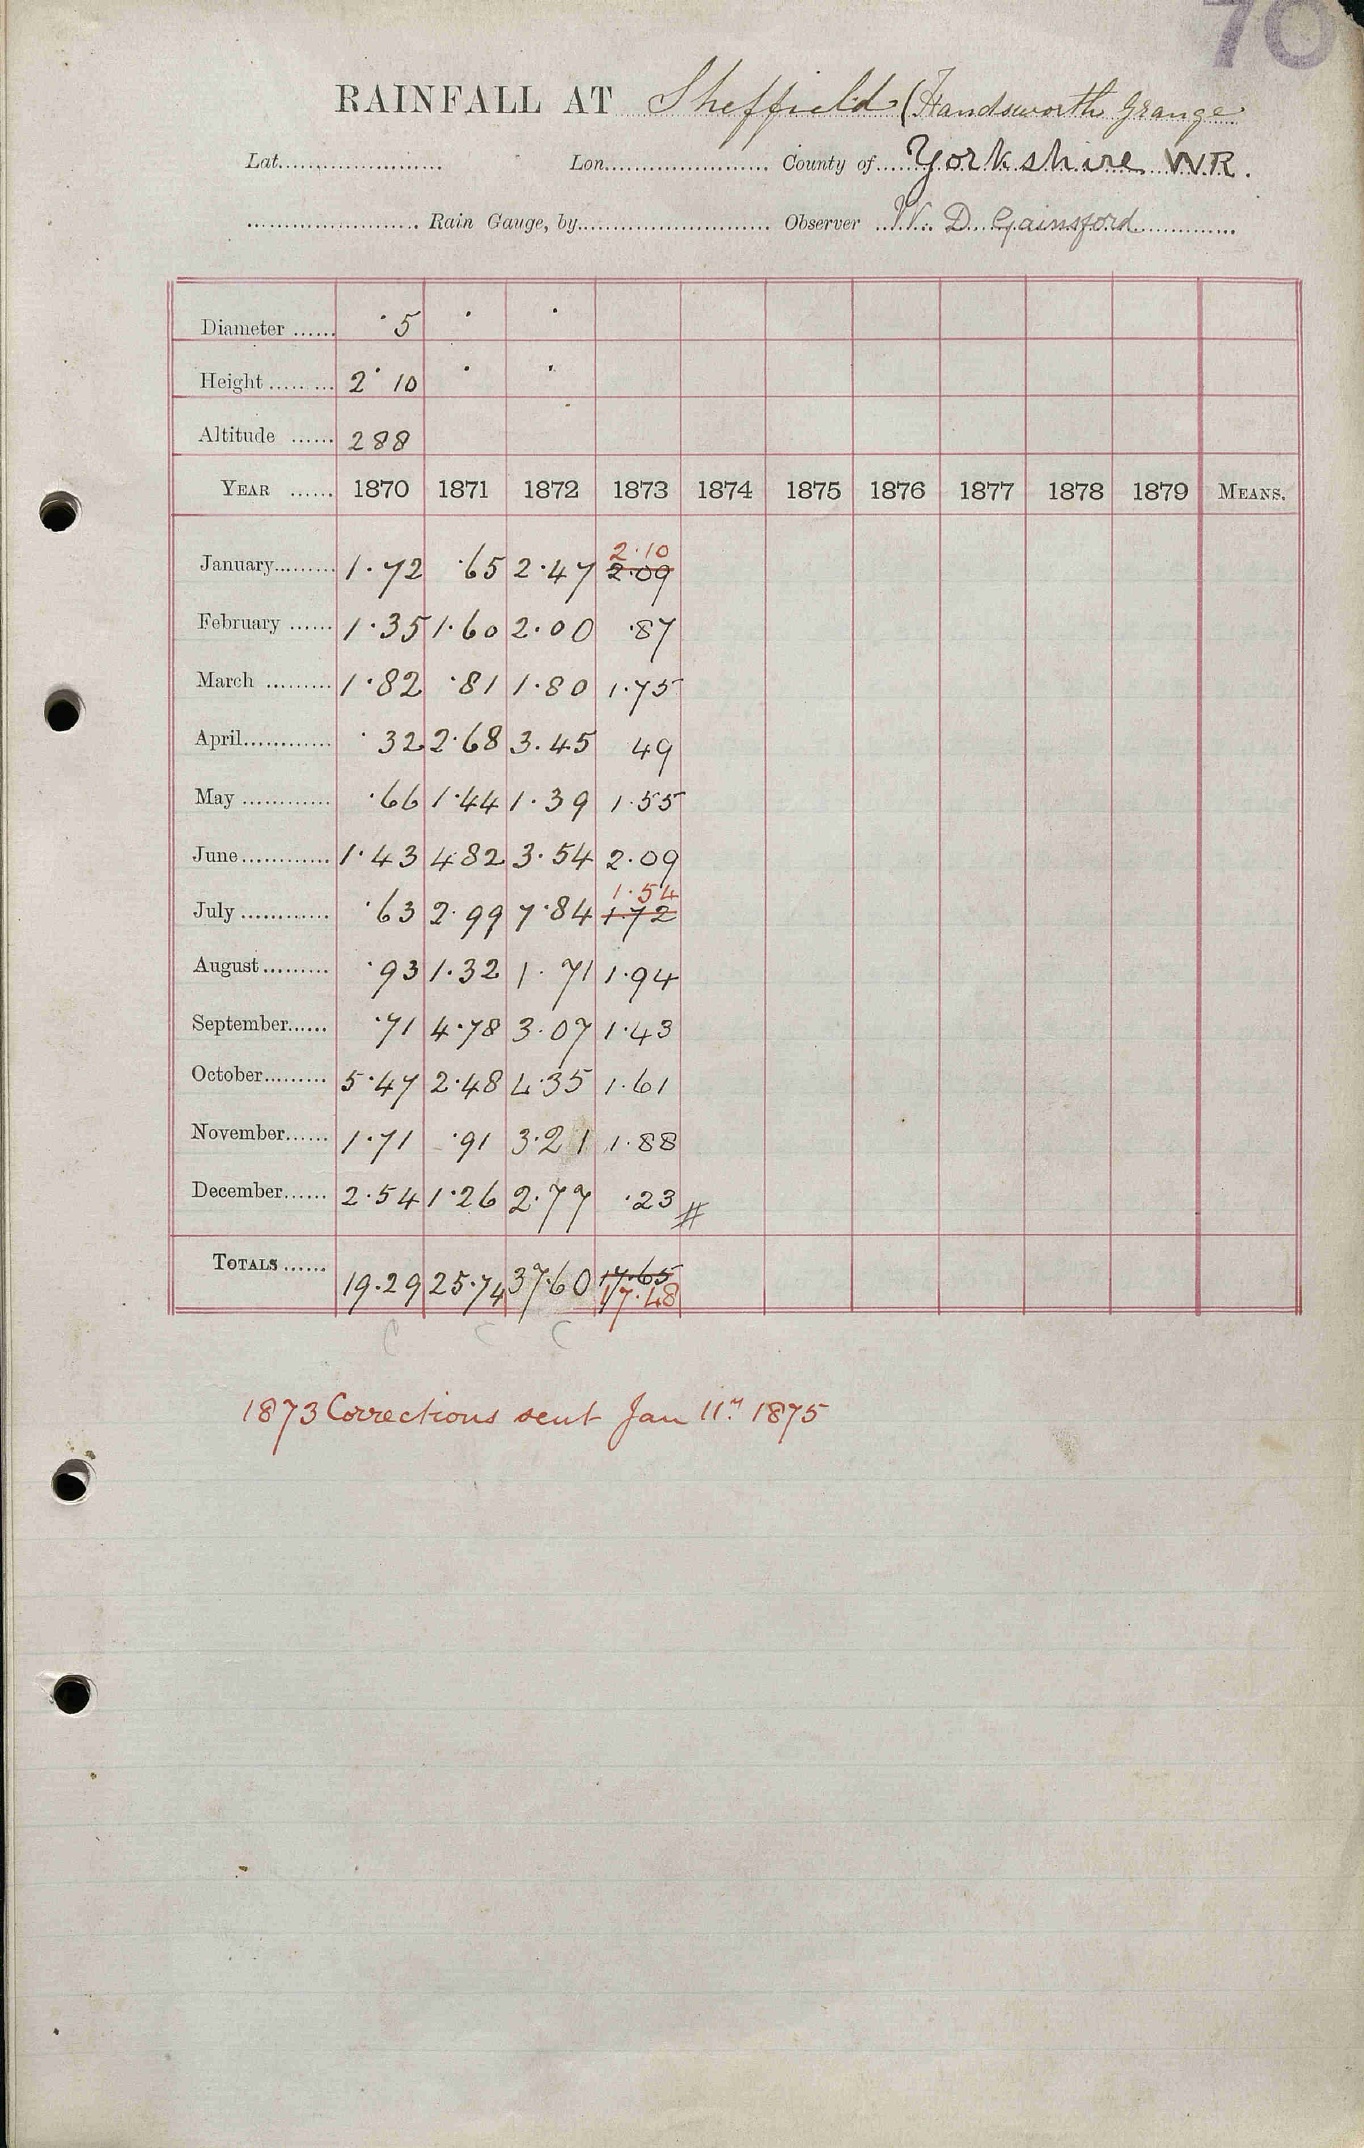 70
RAINFALL AT Sheffield (Handsworth Grange
Lat. Lon. County of Yorkshire W.R.
Rain Gauge, by Observer W. D. Gainsford
Diameter · 5 · ·
Height 2· 10 · ·
Altitude 288
YEAR 1870 1871 1872 1873 1874 1875 1876 1877 1878 1879 MEANS.
2·10
January 1·72 ·65 2·47 2·09
February 1·35 1·60 2·00 ·87
March 1·82 ·81 1·80 1·75
April ·32 2·68 3.45 49
May ·66 1·44 1·39 1·55
June 1·43 4 82 3·54 2·09
1·54
July ·63 2·99 7·84 1·72
August ·93 1·32 1·71 1·94
September ·71 4·78 3·07 1·43
October 5·47 2·48 4·35 1·61
November 1·71 ·91 3·21 1·88
December 2·54 1·26 2·77 ·23 #
TOTALS 19·29 25·74 37·60 17·65
17·48
C C C
1873 Corrections sent Jan 11th 1875